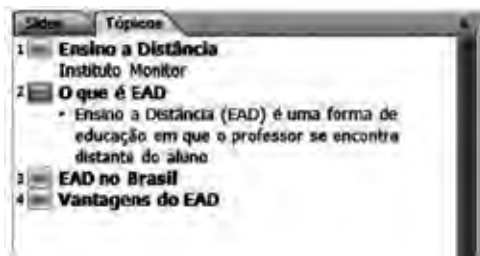 Slides Tópicos
1 Ensino a Distância
Instituto Monitor
2 O que é EAD
• Ensino a Distância (EAD) é uma forma de
educação em que o professor se encontra
distante do aluno
3 EAD no Brasil
4 Vantagens do EAD